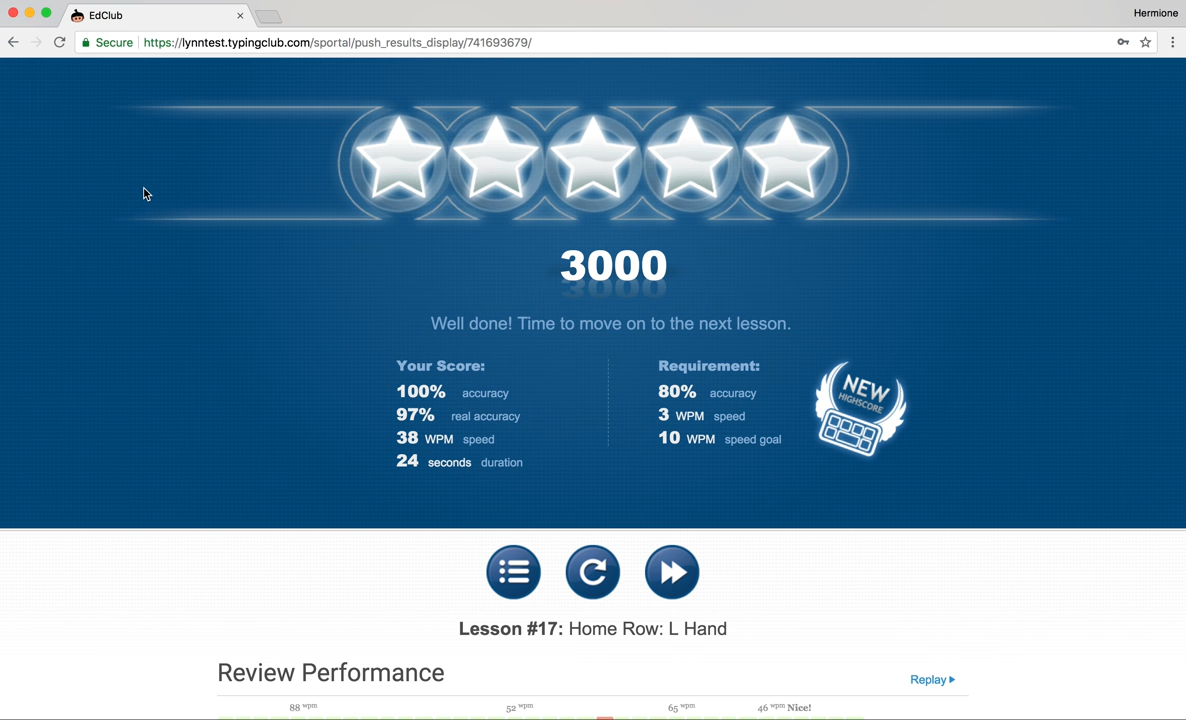 EdClub
Hermione
Secure https://lynntest.typingclub.com/sportal/push_results_display/741693679/
3000
Well done! Time to move on to the next lesson.
Your Score:
100% accuracy
97% real accuracy
38 WPM speed
24 seconds duration
Requirement:
80% accuracy
3 WPM speed
10 WPM speed goal
NEW
HIGHSCORE
Lesson #17: Home Row: L Hand
Review Performance
Replay
88 wpm 52 wpm 65 wpm 46 wpm Nice!